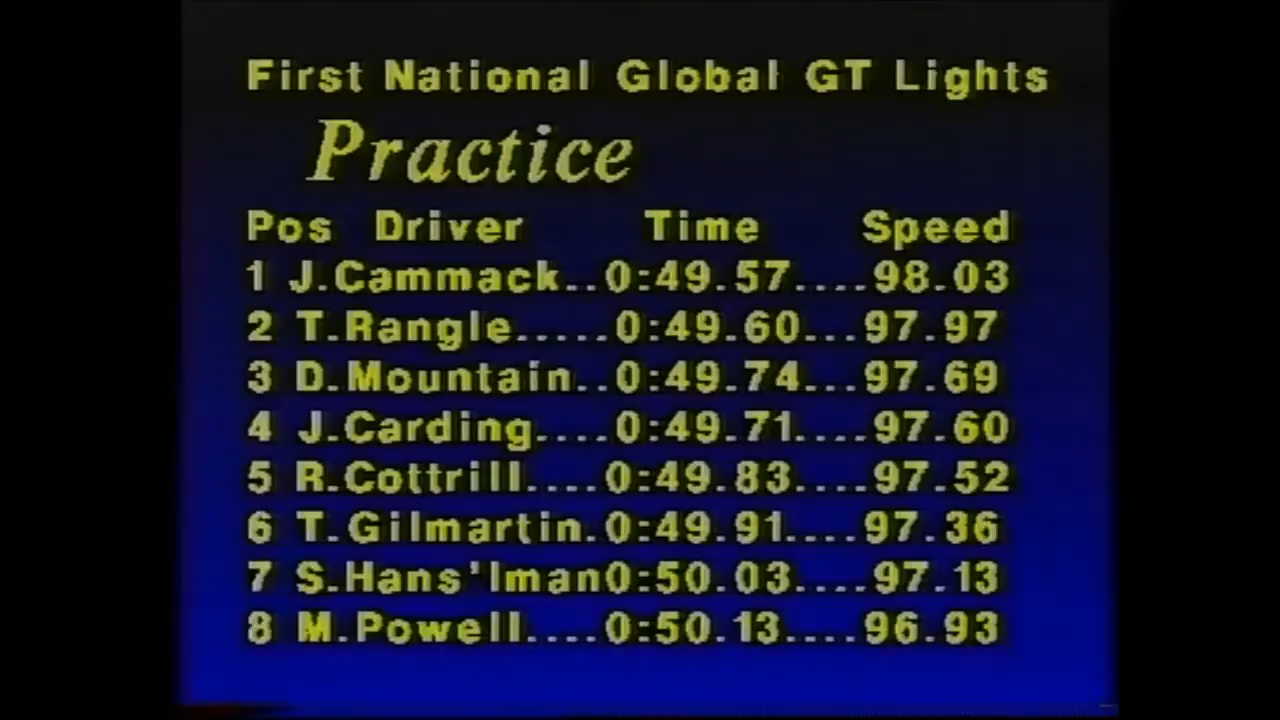 First National Global GT Lights
Practice
Pos Driver Time Speed
1 J.Cammack..0:49.57....98.03
2 T.Rangle.....0:49.60...97.97
3 D.Mountain..0:49.74...97.69
4 J.Carding....0:49.71....97.60
5 R.Cottrill....0:49.83....97.52
6 T.Gilmartin.0:49.91....97.36
7 S.Hans'lman0:50.03....97.13
8 M.Powell....0:50.13....96.93